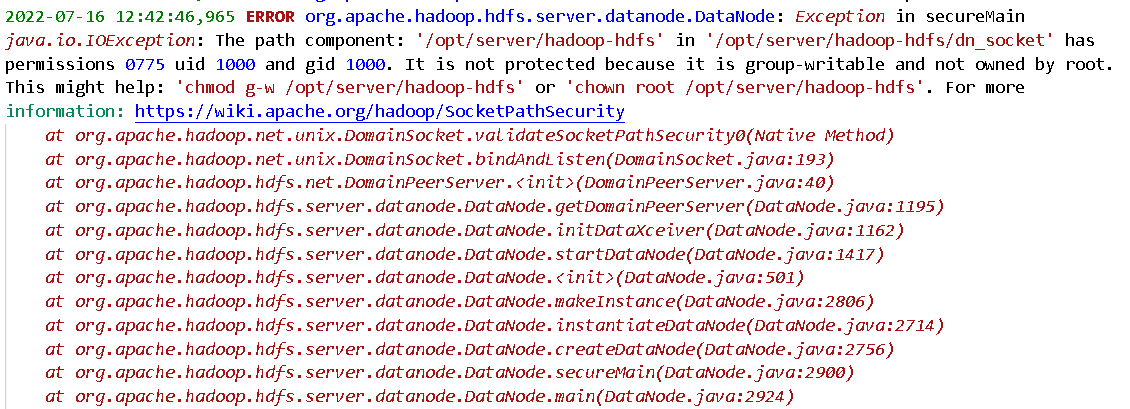 2022-07-16 12:42:46,965 ERROR org.apache.hadoop.hdfs.server.datanode.DataNode: Exception in secureMain
java.io.IOException: The path component: '/opt/server/hadoop-hdfs' in '/opt/server/hadoop-hdfs/dn_socket' has
permissions 0775 uid 1000 and gid 1000. It is not protected because it is group-writable and not owned by root.
This might help: 'chmod g-w /opt/server/hadoop-hdfs' or 'chown root /opt/server/hadoop-hdfs'. For more
information: https://wiki.apache.org/hadoop/SocketPathSecurity
at org.apache.hadoop.net.unix.DomainSocket.validateSocketPathSecurity0(Native Method)
at org.apache.hadoop.net.unix.DomainSocket.bindAndListen(DomainSocket.java:193)
at org.apache.hadoop.hdfs.net.DomainPeerServer.<init>(DomainPeerServer.java:40)
at org.apache.hadoop.hdfs.server.datanode.DataNode.getDomainPeerServer(DataNode.java:1195)
at org.apache.hadoop.hdfs.server.datanode.DataNode.initDataXceiver(DataNode.java:1162)
at org.apache.hadoop.hdfs.server.datanode.DataNode.startDataNode(DataNode.java:1417)
at org.apache.hadoop.hdfs.server.datanode.DataNode.<init>(DataNode.java:501)
at org.apache.hadoop.hdfs.server.datanode.DataNode.makeInstance(DataNode.java:2806)
at org.apache.hadoop.hdfs.server.datanode.DataNode.instantiateDataNode(DataNode.java:2714)
at org.apache.hadoop.hdfs.server.datanode.DataNode.createDataNode(DataNode.java:2756)
at org.apache.hadoop.hdfs.server.datanode.DataNode.secureMain(DataNode.java:2900)
at org.apache.hadoop.hdfs.server.datanode.DataNode.main(DataNode.java:2924)